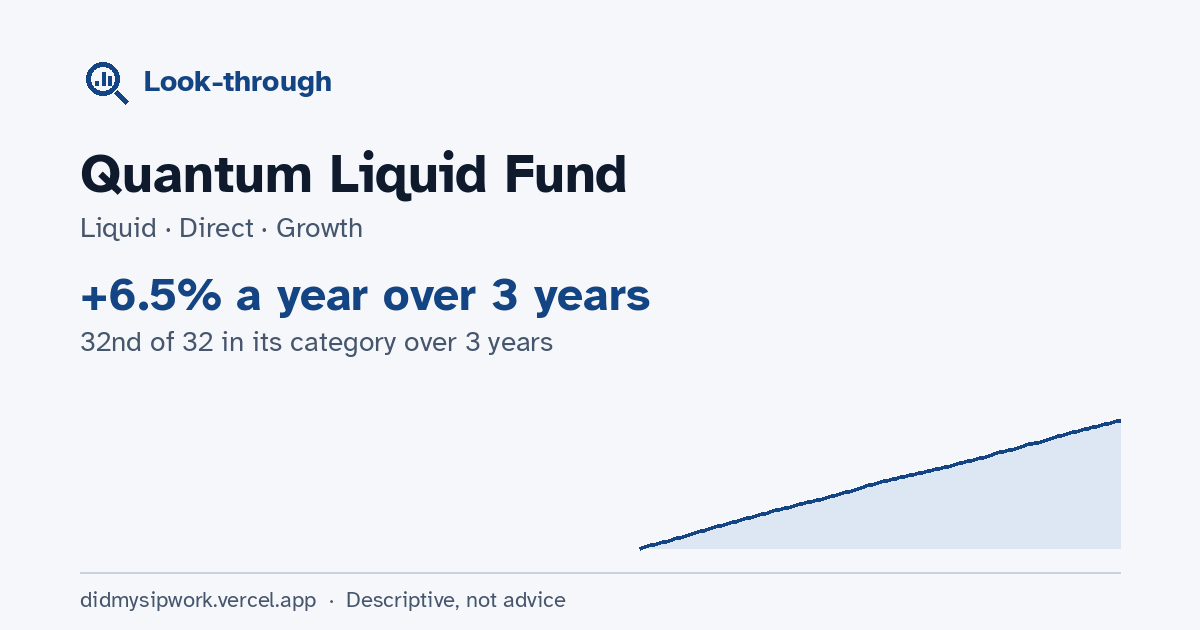 Look-through
Quantum Liquid Fund
Liquid · Direct · Growth
+6.5% a year over 3 years
32nd of 32 in its category over 3 years
didmysipwork.vercel.app · Descriptive, not advice